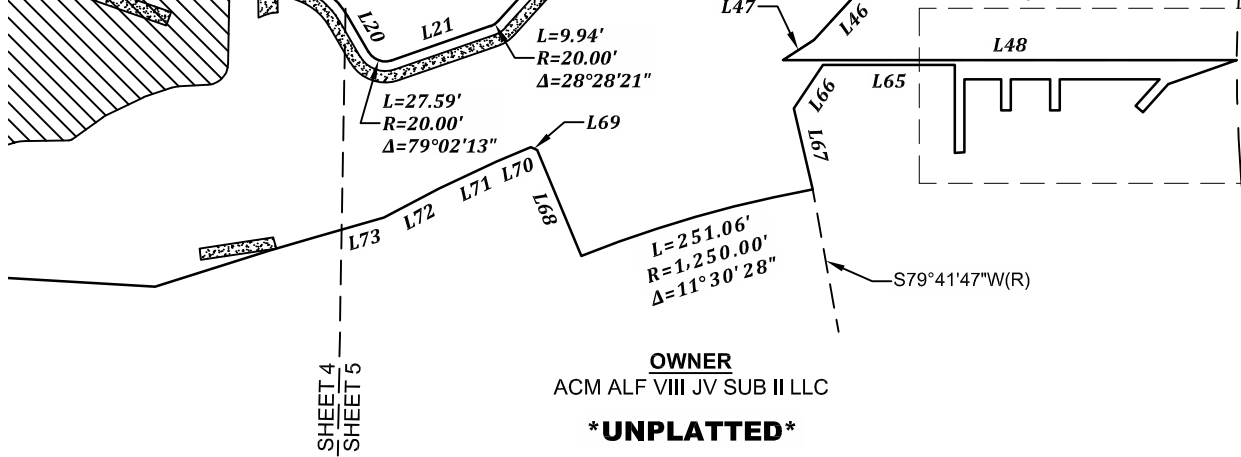 L47
L46
L20
L21
L=9.94'
R=20.00'
Δ=28°28'21"
L48
L65
L66
L=27.59'
R=20.00'
Δ=79°02'13"
L69
L67
L70
L71
L72
L68
L73
L=251.06'
R=1,250.00'
Δ=11°30'28"
S79°41'47"W(R)
SHEET 4
SHEET 5
OWNER
ACM ALF VIII JV SUB II LLC
*UNPLATTED*